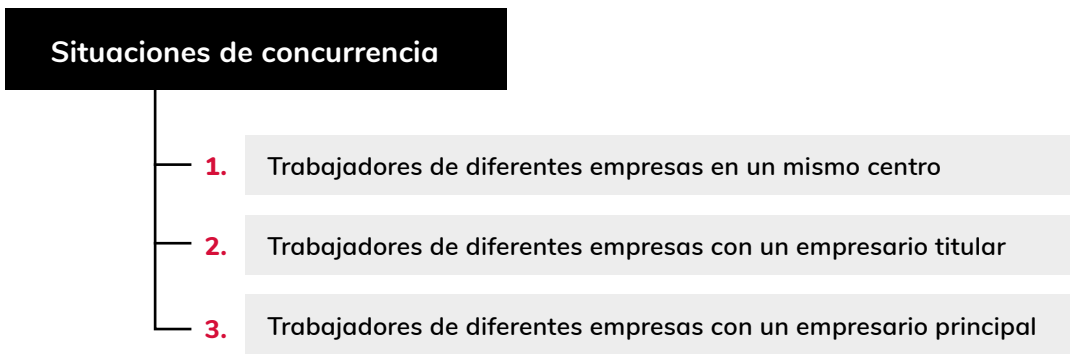 Situaciones de concurrencia
1. Trabajadores de diferentes empresas en un mismo centro
2. Trabajadores de diferentes empresas con un empresario titular
3. Trabajadores de diferentes empresas con un empresario principal